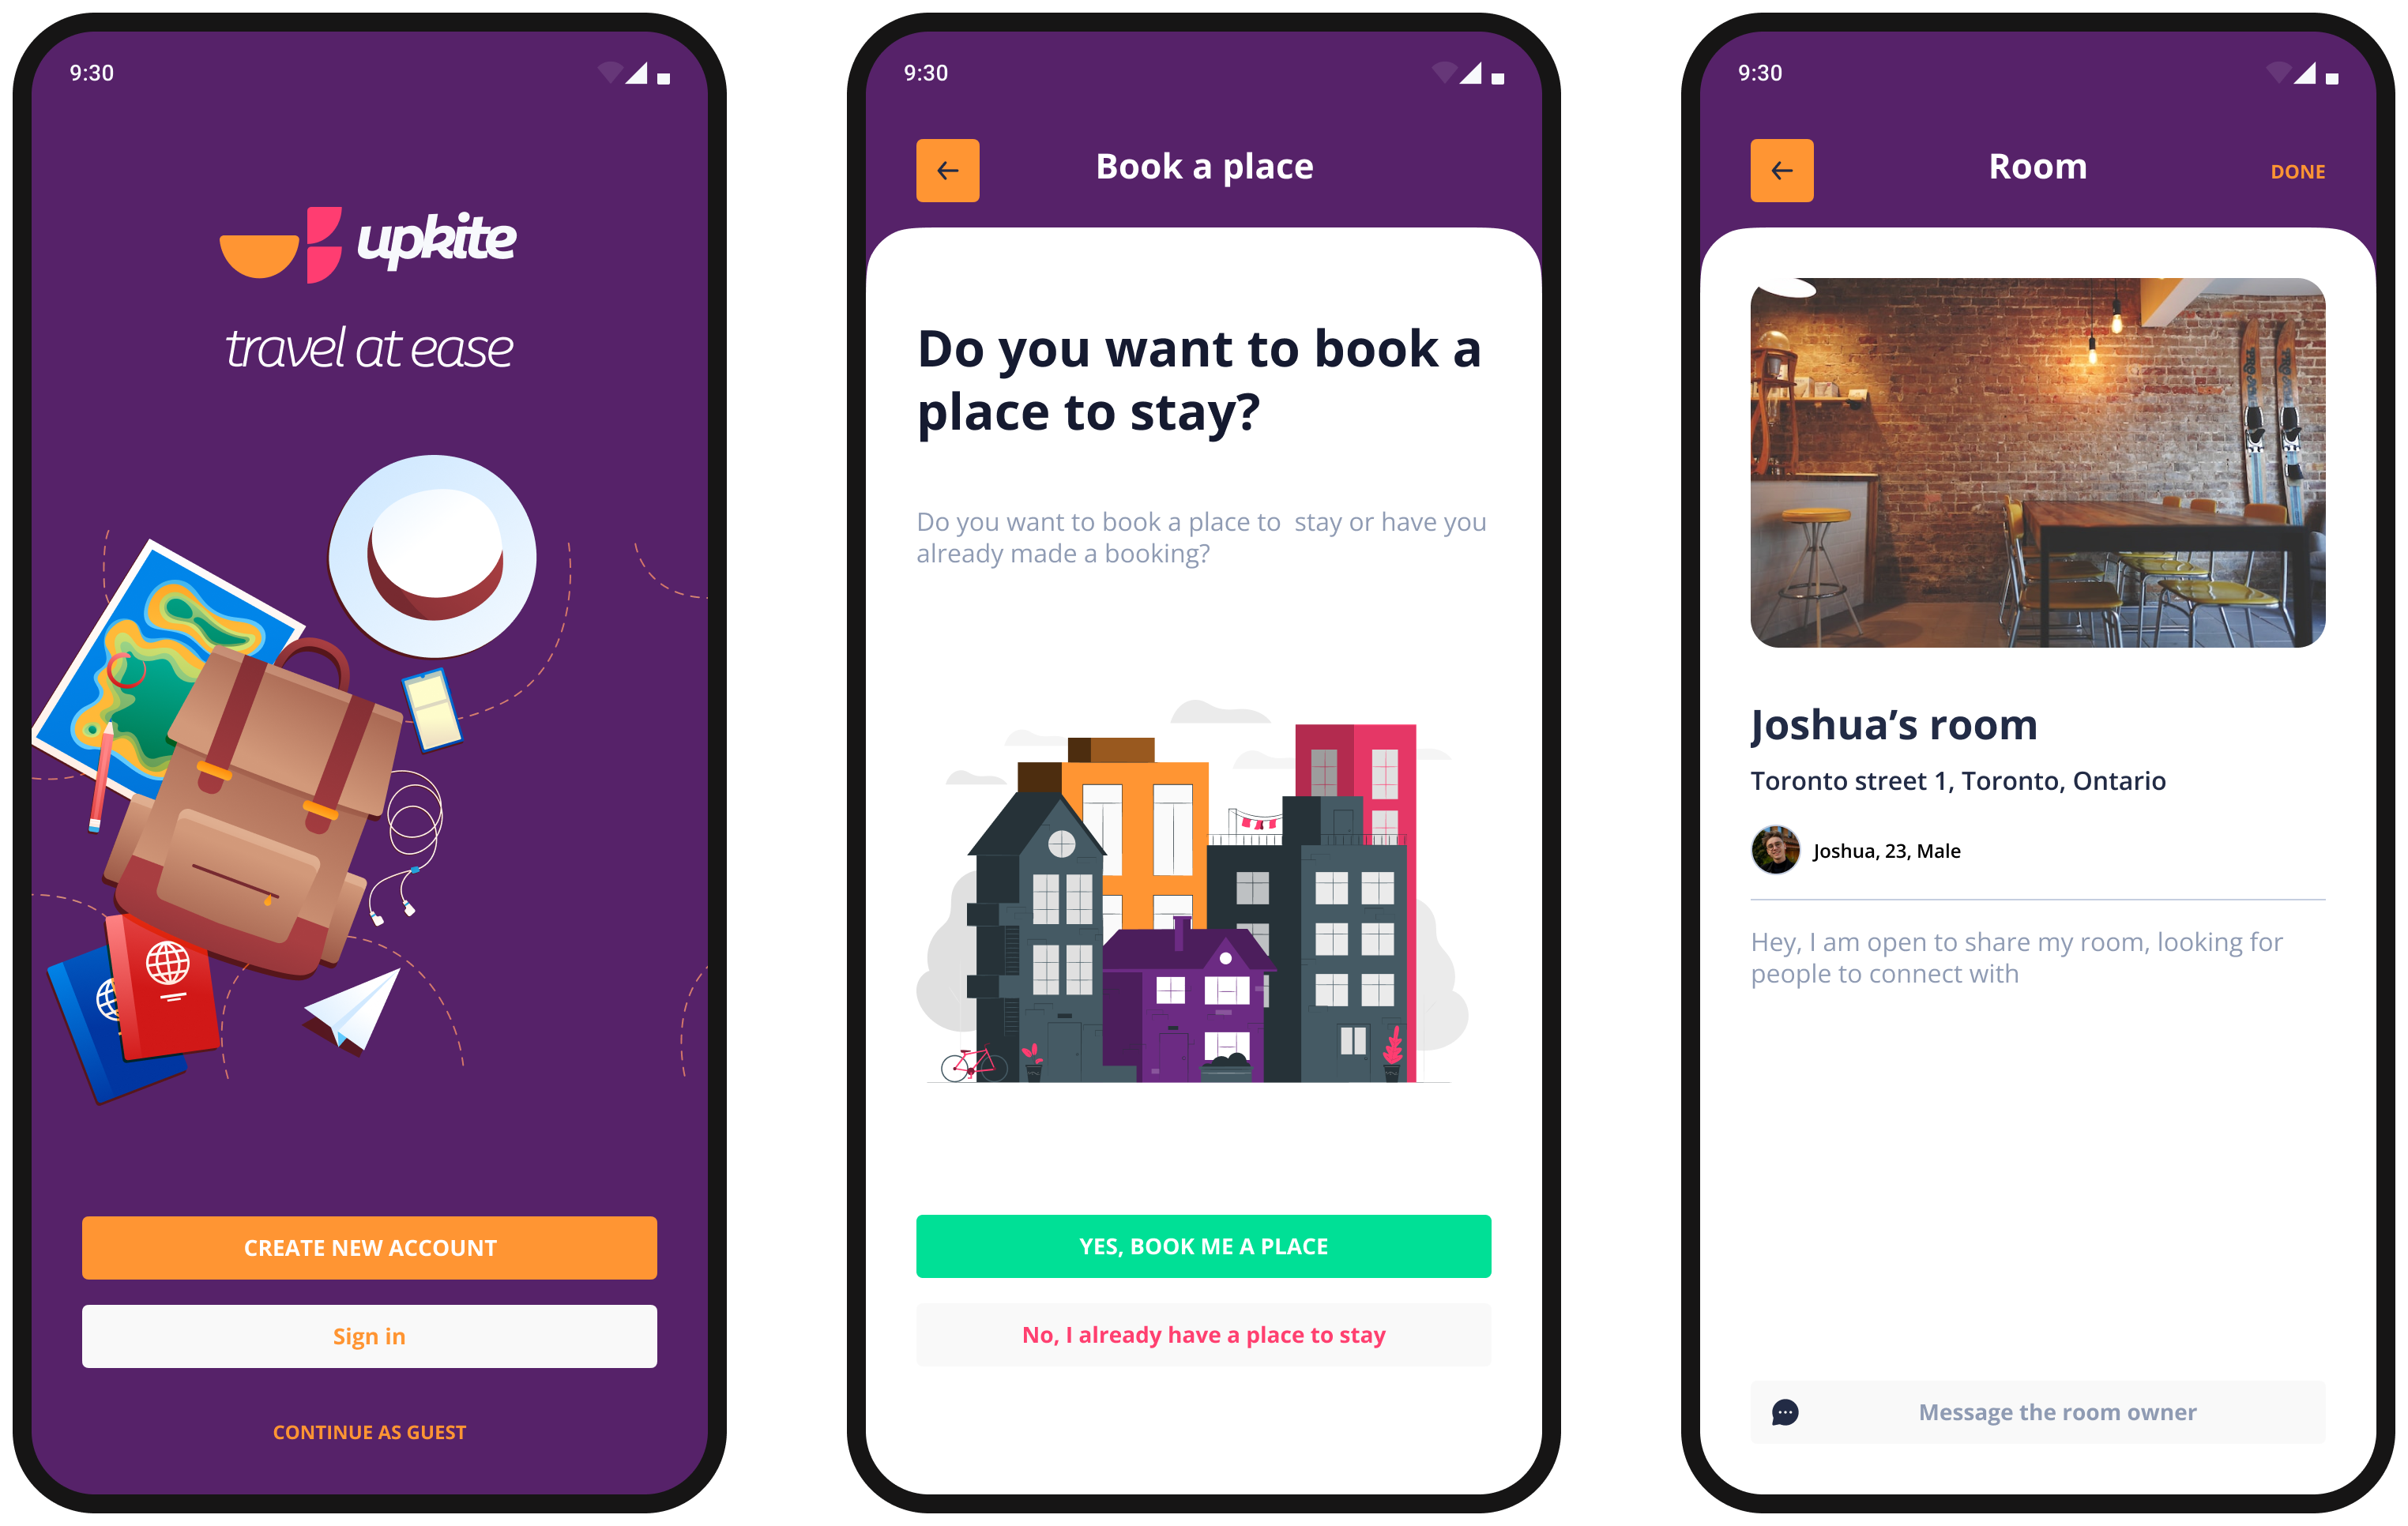 9:30
upkite
travel at ease
CREATE NEW ACCOUNT
Sign in
CONTINUE AS GUEST
9:30
Book a place
Do you want to book a
place to stay?
Do you want to book a place to  stay or have you
already made a booking?
YES, BOOK ME A PLACE
No, I already have a place to stay
9:30
Room
DONE
Joshua’s room
Toronto street 1, Toronto, Ontario
Joshua, 23, Male
Hey, I am open to share my room, looking for
people to connect with
Message the room owner